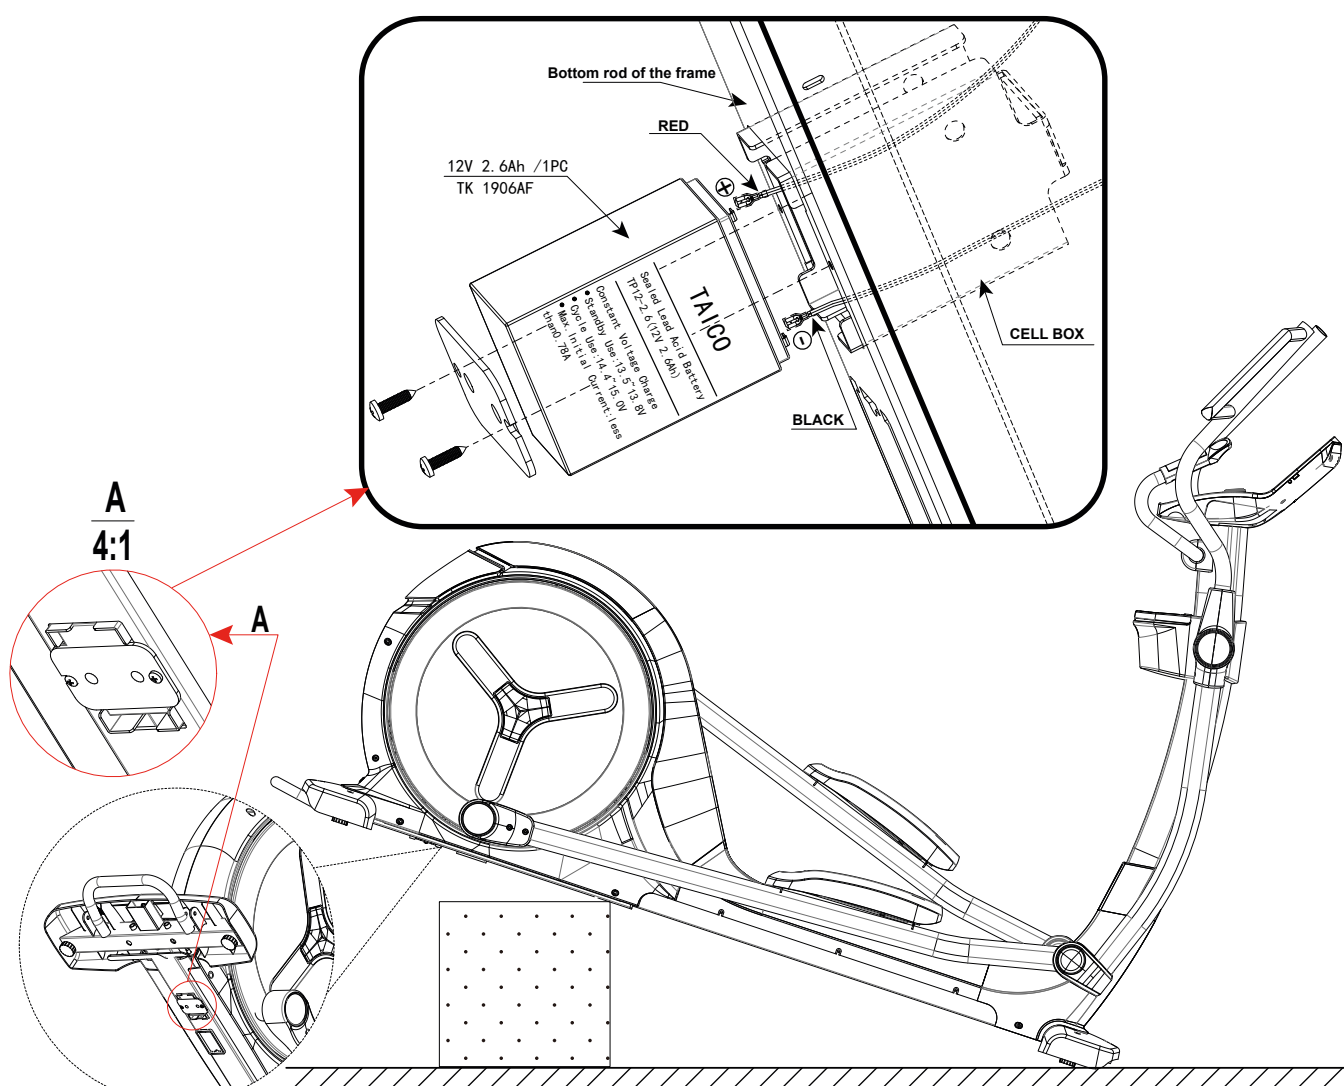 Bottom rod of the frame
RED
12V 2.6Ah /1PC
TK 1906AF
+
TAICO
Sealed Lead Acid Battery
TP12-2.6(12V 2.6Ah)
Constant Voltage Charge
• Standby Use:13.5~13.8V
• Cycle Use:14.4~15.0V
• Max.Initial Current:less
than0.78A
-
CELL BOX
BLACK
A
4:1
A